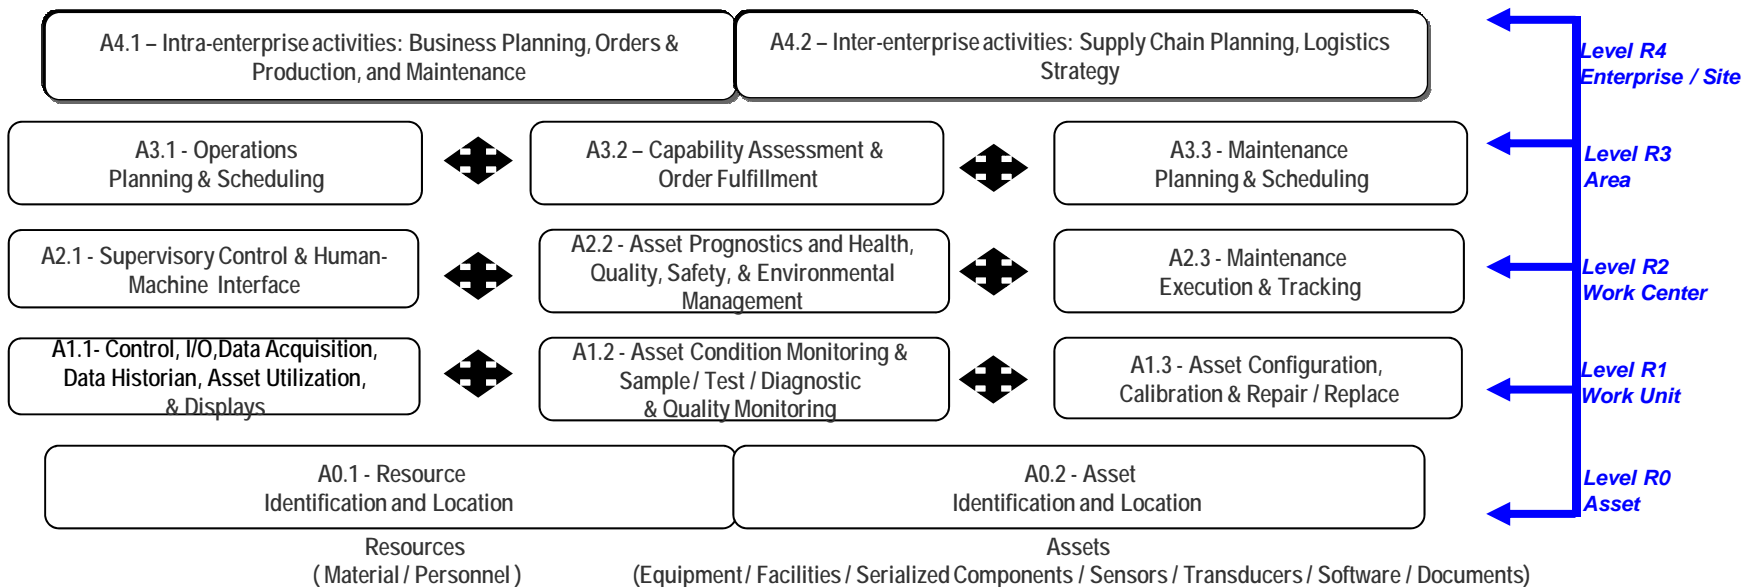 A4.1 – Intra-enterprise activities: Business Planning, Orders &
Production, and Maintenance
A4.2 – Inter-enterprise activities: Supply Chain Planning, Logistics
Strategy
Level R4
Enterprise / Site
A3.1 - Operations
Planning & Scheduling
A3.2 – Capability Assessment &
Order Fulfillment
A3.3 - Maintenance
Planning & Scheduling
Level R3
Area
A2.1 - Supervisory Control & Human-
Machine Interface
A2.2 - Asset Prognostics and Health,
Quality, Safety, & Environmental
Management
A2.3 - Maintenance
Execution & Tracking
Level R2
Work Center
A1.1- Control, I/O,Data Acquisition,
Data Historian, Asset Utilization,
& Displays
A1.2 - Asset Condition Monitoring &
Sample / Test / Diagnostic
& Quality Monitoring
A1.3 - Asset Configuration,
Calibration & Repair / Replace
Level R1
Work Unit
A0.1 - Resource
Identification and Location
A0.2 - Asset
Identification and Location
Level R0
Asset
Resources
( Material / Personnel )
Assets
(Equipment / Facilities / Serialized Components / Sensors / Transducers / Software / Documents)